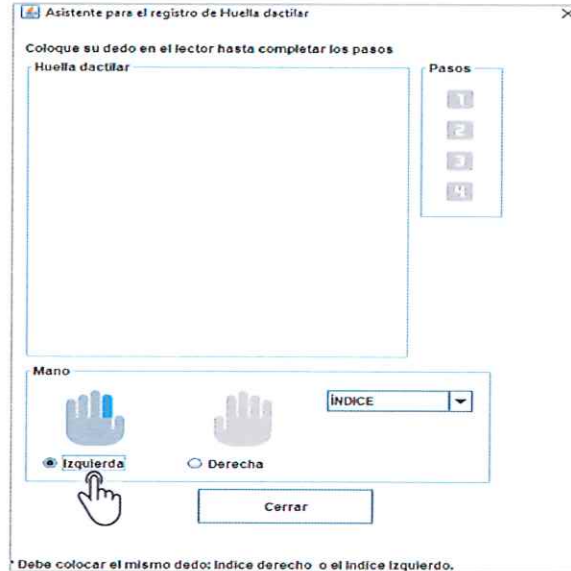 Asistente para el registro de Huella dactilar
Coloque su dedo en el lector hasta completar los pasos
Huella dactilar
Pasos
1
2
3
4
Mano
ÍNDICE
Izquierda
Derecha
Cerrar
* Debe colocar el mismo dedo: Indice derecho o el Indice Izquierdo.